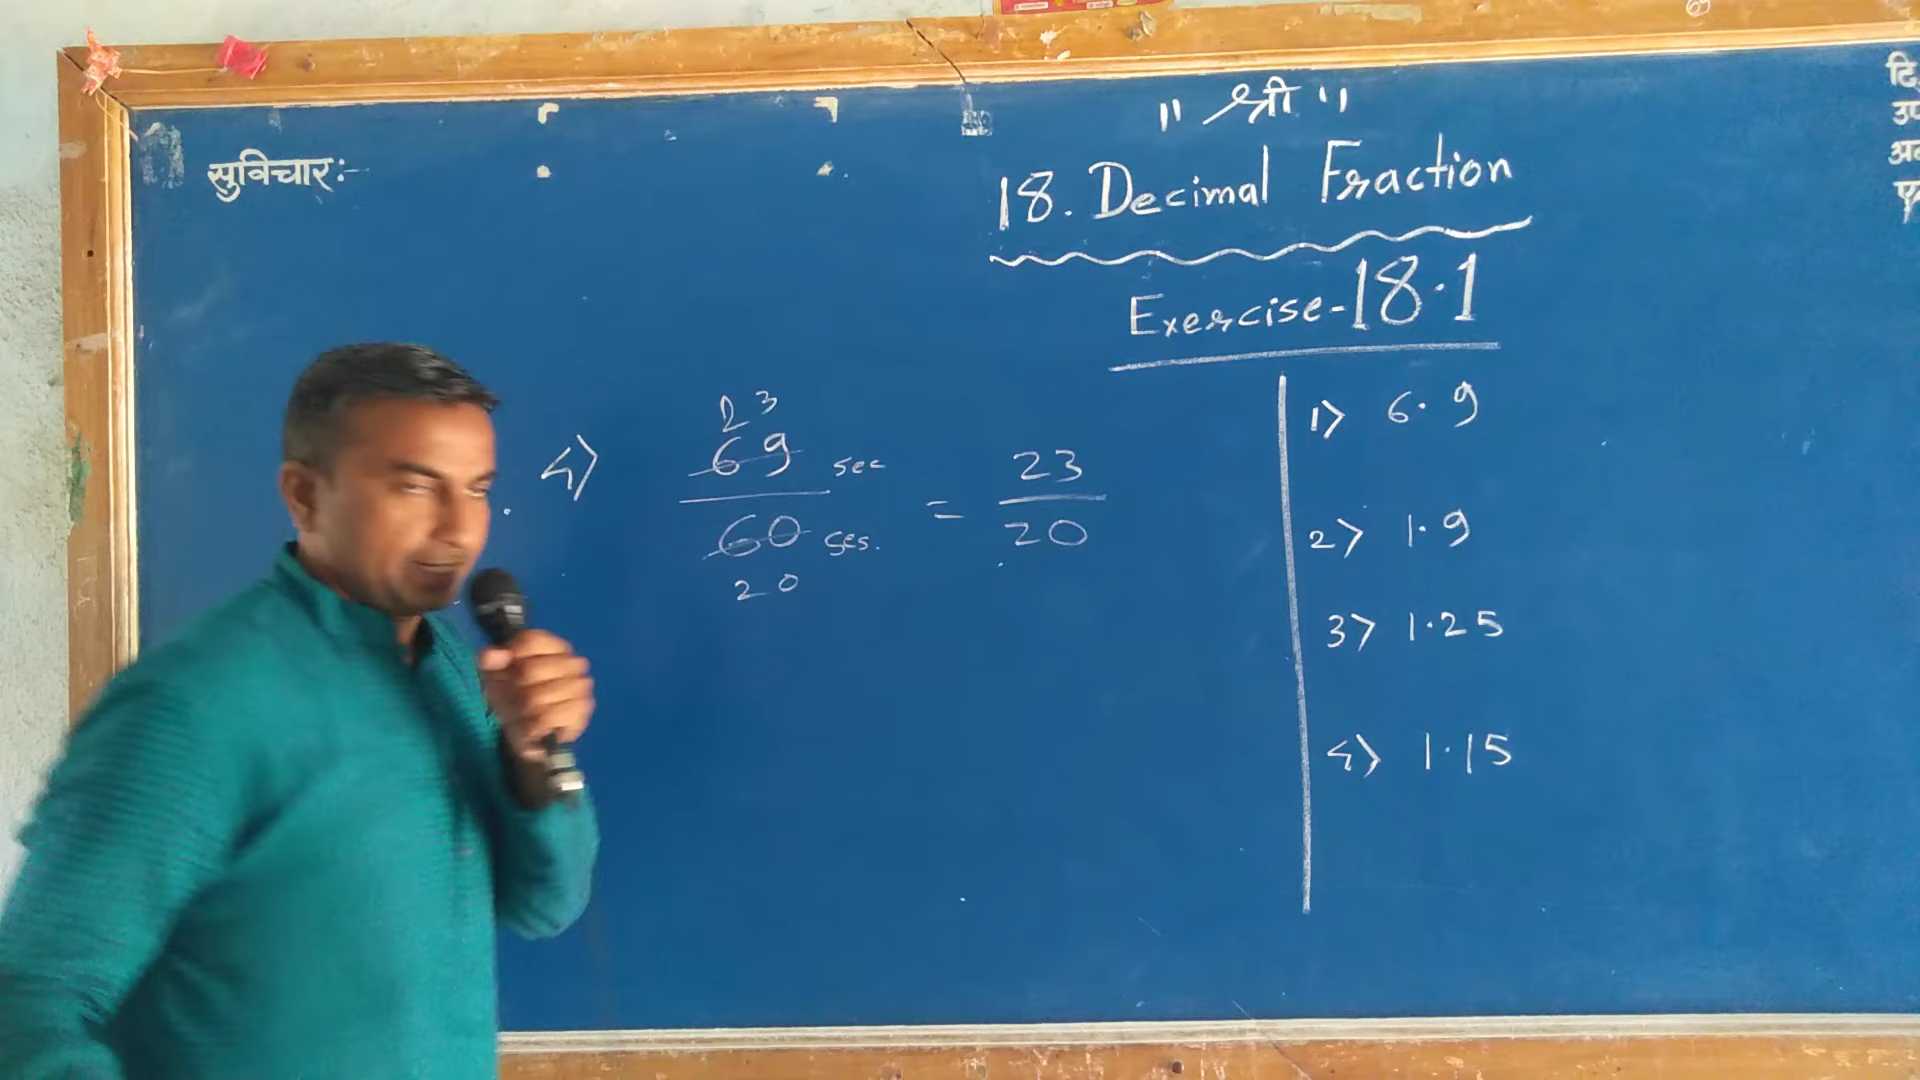 " श्री "
सुविचार:-
18. Decimal Fraction
Exercise-18.1
23
4) 69 sec
60 sec.
20
= 23
20
1) 6.9
2) 1.9
3) 1.25
4) 1.15